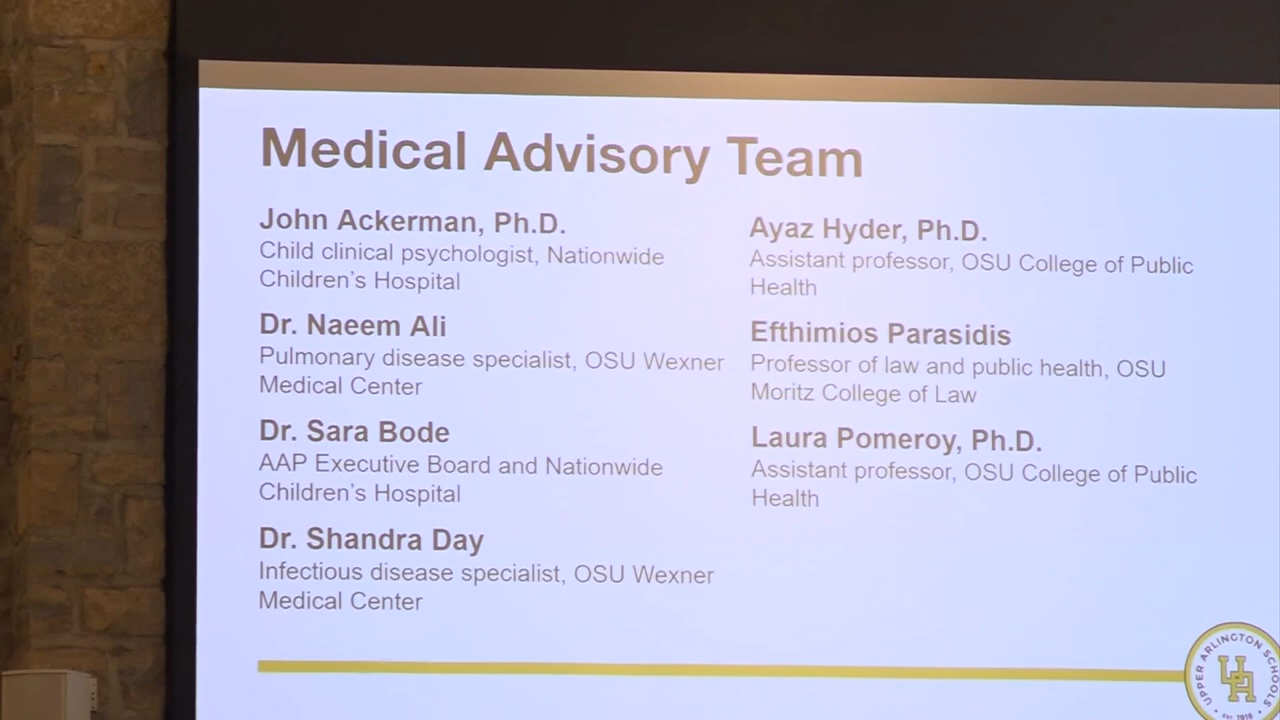 Medical Advisory Team
John Ackerman, Ph.D.
Child clinical psychologist, Nationwide
Children's Hospital
Dr. Naeem Ali
Pulmonary disease specialist, OSU Wexner
Medical Center
Dr. Sara Bode
AAP Executive Board and Nationwide
Children's Hospital
Dr. Shandra Day
Infectious disease specialist, OSU Wexner
Medical Center
Ayaz Hyder, Ph.D.
Assistant professor, OSU College of Public
Health
Efthimios Parasidis
Professor of law and public health, OSU
Moritz College of Law
Laura Pomeroy, Ph.D.
Assistant professor, OSU College of Public
Health
UPPER ARLINGTON SCHOOLS
UA
EST. 1918